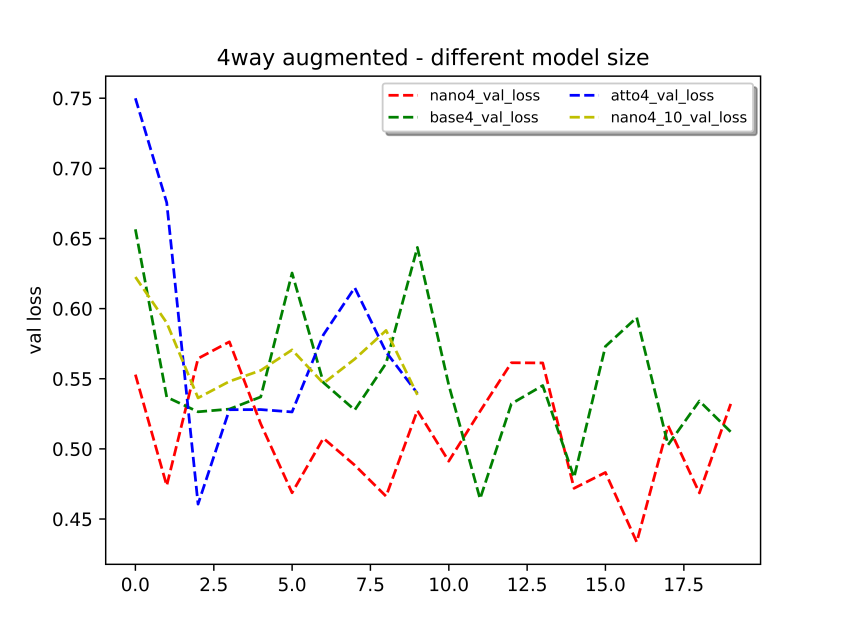 4way augmented - different model size
nano4_val_loss
base4_val_loss
atto4_val_loss
nano4_10_val_loss
val loss
0.75
0.70
0.65
0.60
0.55
0.50
0.45
0.0 2.5 5.0 7.5 10.0 12.5 15.0 17.5